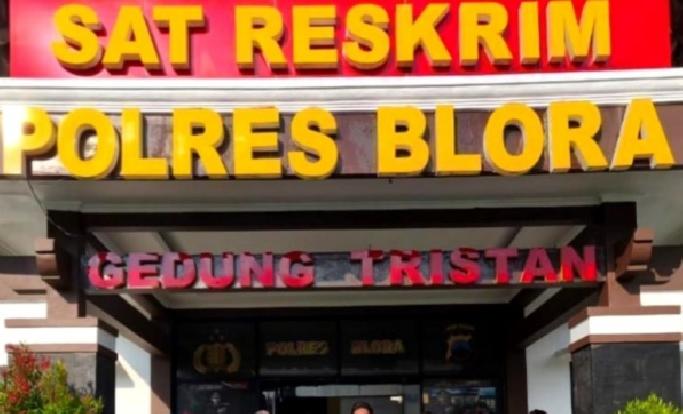 SAT RESKRIM
POLRES BLORA
GEDUNG TRISTAN
POLRES BLORA